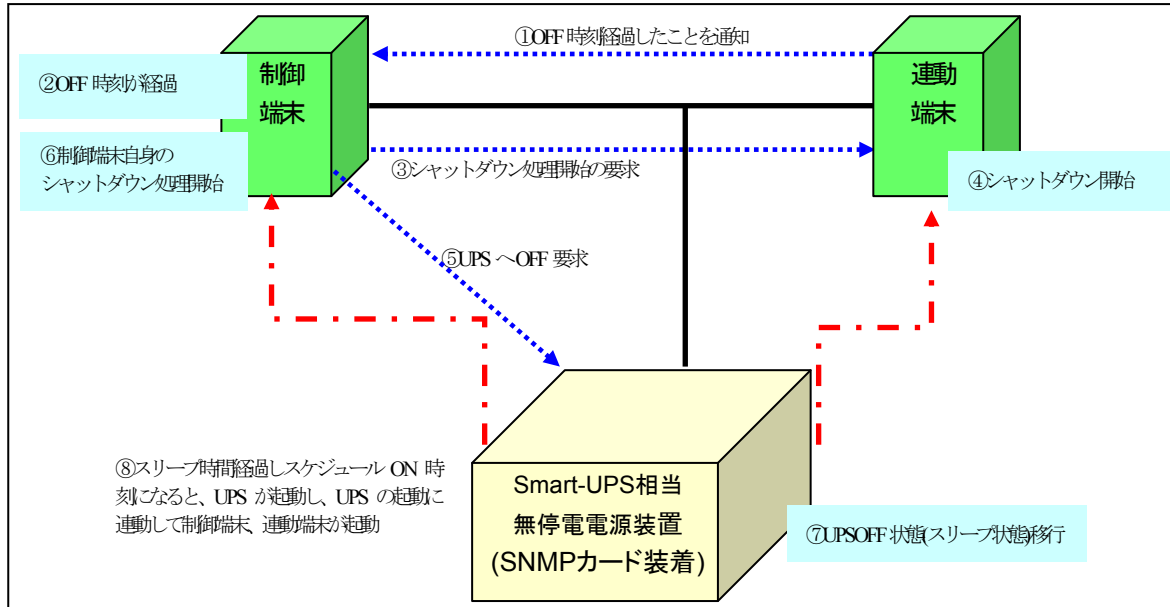 ①OFF 時刻経過したことを通知
制御
端末
連動
端末
②OFF 時刻が経過
⑥制御端末自身の
シャットダウン処理開始
③シャットダウン処理開始の要求
④シャットダウン開始
⑤UPS へOFF 要求
⑧スリープ時間経過しスケジュール ON 時
刻になると、UPS が起動し、UPS の起動に
連動して制御端末、連動端末が起動
Smart-UPS相当
無停電電源装置
(SNMPカード装着)
⑦UPSOFF 状態(スリープ状態)移行